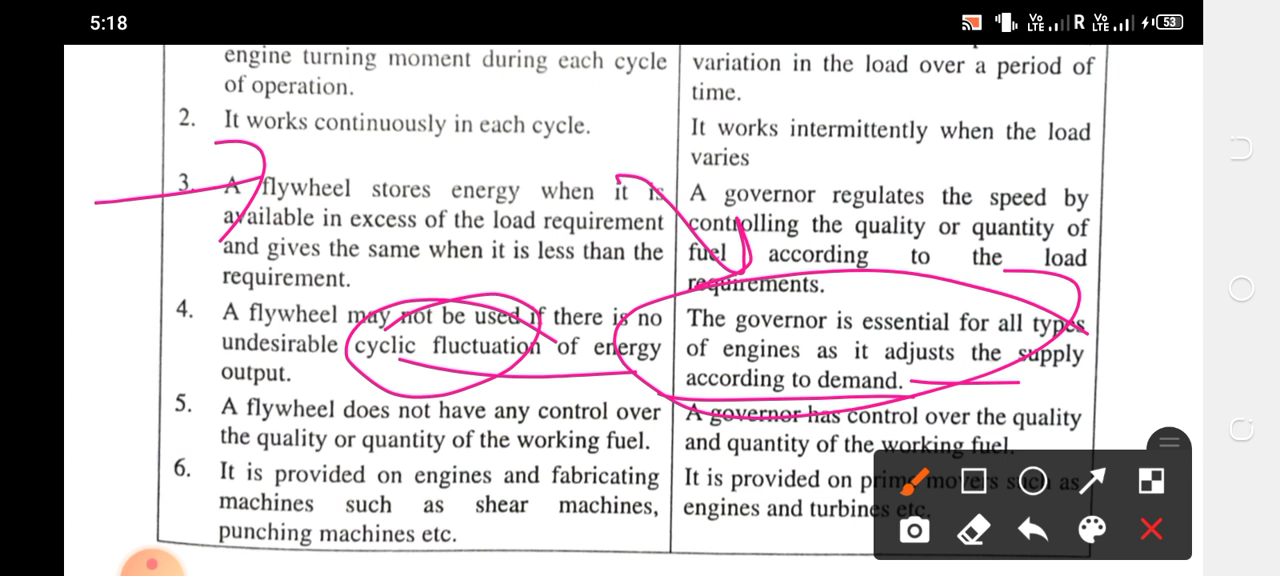 5:18
Vo LTE R Vo LTE 53
engine turning moment during each cycle
of operation.
variation in the load over a period of
time.
2. It works continuously in each cycle.
It works intermittently when the load
varies
3. A flywheel stores energy when it is
available in excess of the load requirement
and gives the same when it is less than the
requirement.
A governor regulates the speed by
controlling the quality or quantity of
fuel according to the load
requirements.
4. A flywheel may not be used if there is no
undesirable cyclic fluctuation of energy
output.
The governor is essential for all types
of engines as it adjusts the supply
according to demand.
5. A flywheel does not have any control over
the quality or quantity of the working fuel.
A governor has control over the quality
and quantity of the working fuel.
6. It is provided on engines and fabricating
machines such as shear machines,
punching machines etc.
It is provided on prime movers such as
engines and turbines etc.